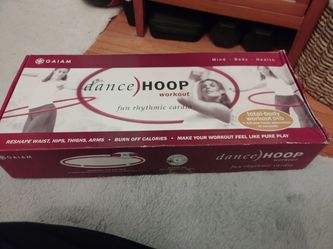 GAIAM
Mind . Body . Health
dance) HOOP
workout
fun rhythmic cardio
total-body
workout DVD
RESHAPE WAIST, HIPS, THIGHS, ARMS • BURN OFF CALORIES • MAKE YOUR WORKOUT FEEL LIKE PURE PLAY
GAIAM
dance) HOOP
workout
fun rhythmic cardio